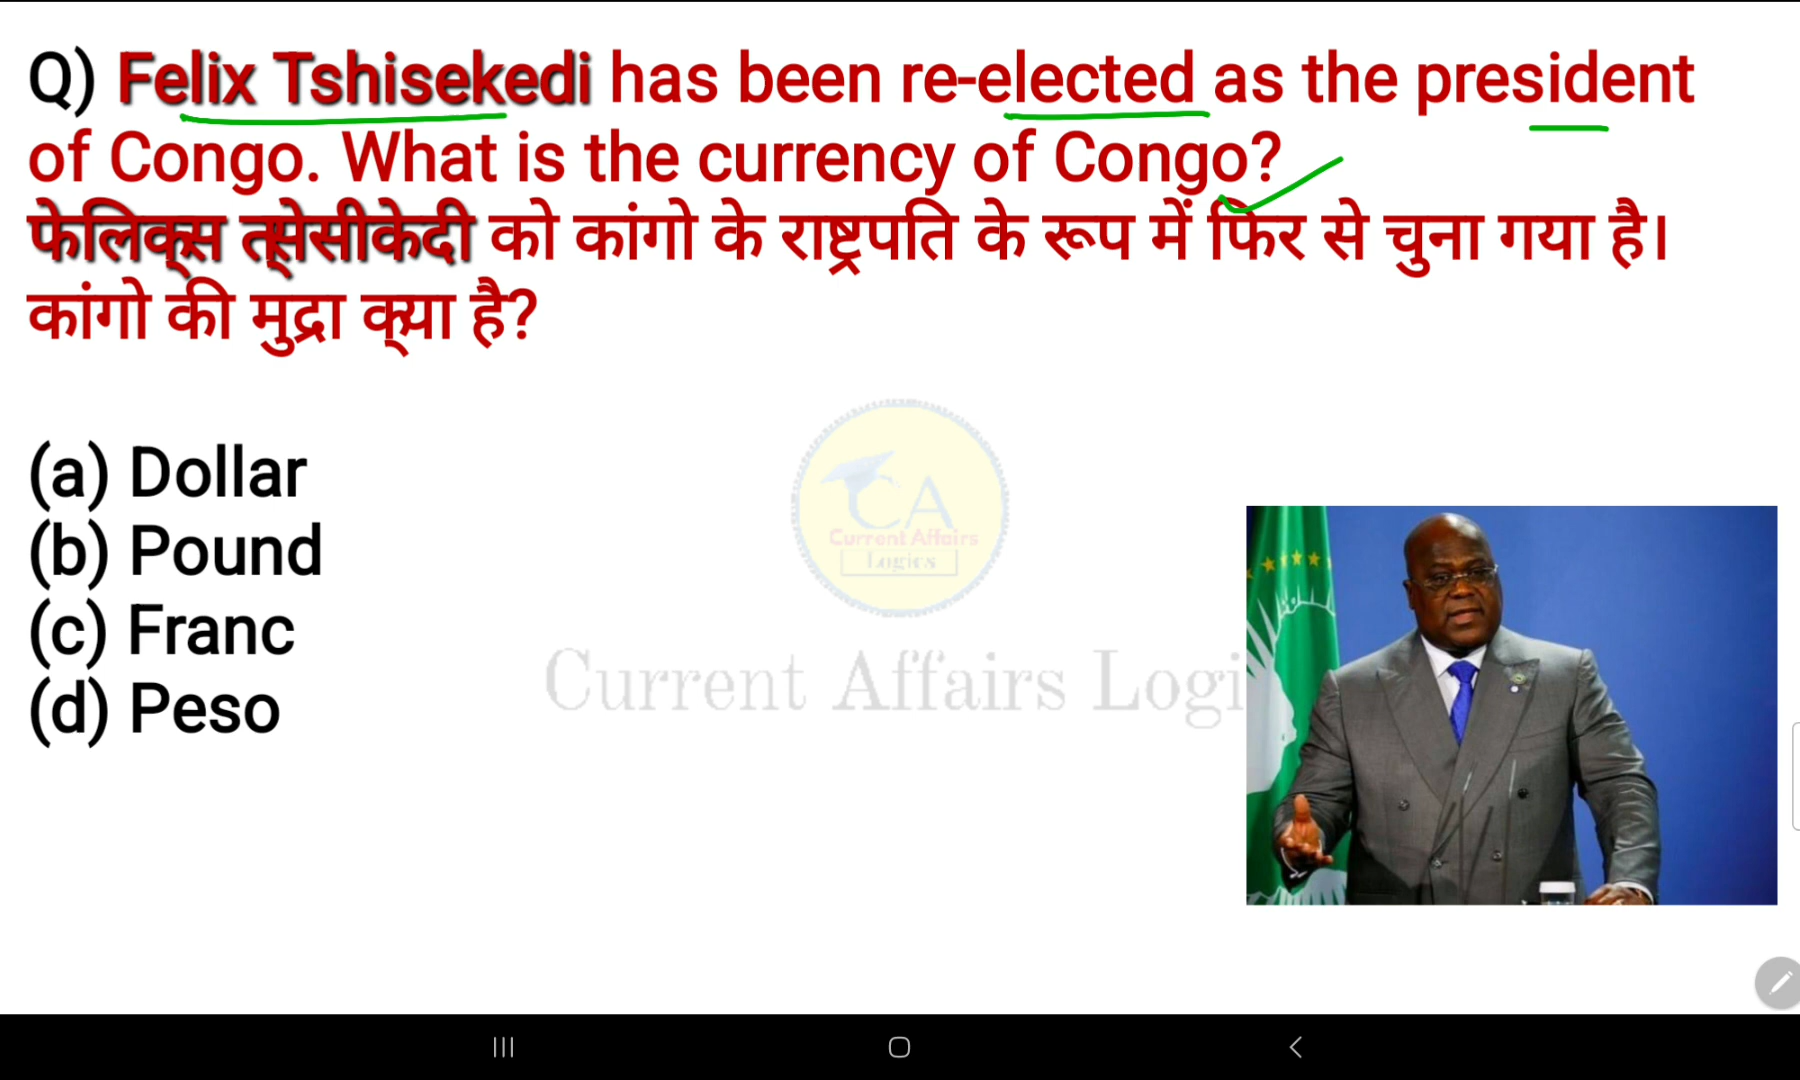 Q) Felix Tshisekedi has been re-elected as the president
of Congo. What is the currency of Congo?
फेलिक्स त्सेसीकेदी को कांगो के राष्ट्रपति के रूप में फिर से चुना गया है।
कांगो की मुद्रा क्या है?
(a) Dollar
(b) Pound
(c) Franc
(d) Peso
CA
Current Affairs
Logics
Current Affairs Logi